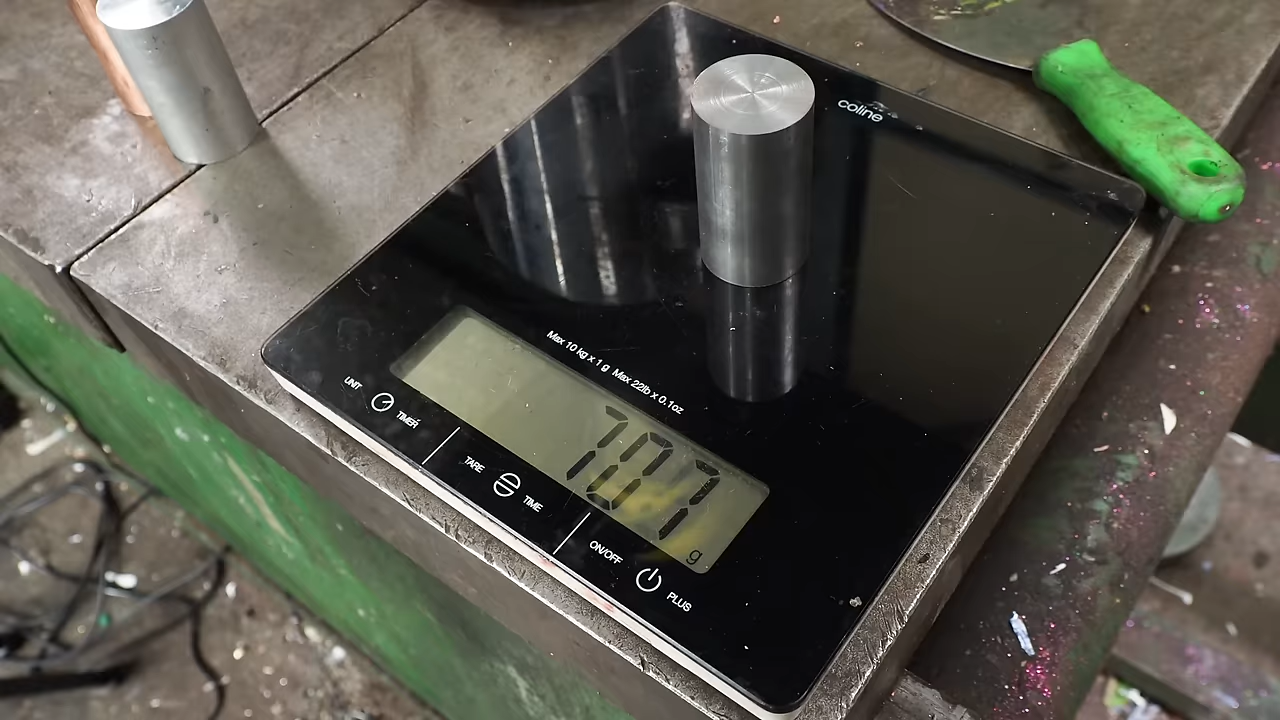 coline
Max 10 kg x 1 g Max 22lb x 0.1oz
707
g
UNIT
TIMER
TARE
TIME
ON/OFF
PLUS